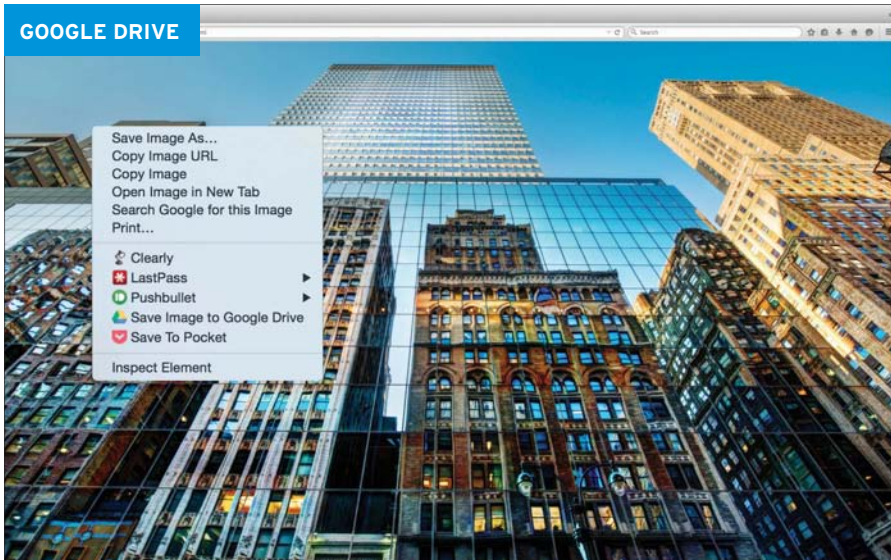 GOOGLE DRIVE
Search
Save Image As...
Copy Image URL
Copy Image
Open Image in New Tab
Search Google for this Image
Print...
Clearly
LastPass
Pushbullet
Save Image to Google Drive
Save To Pocket
Inspect Element